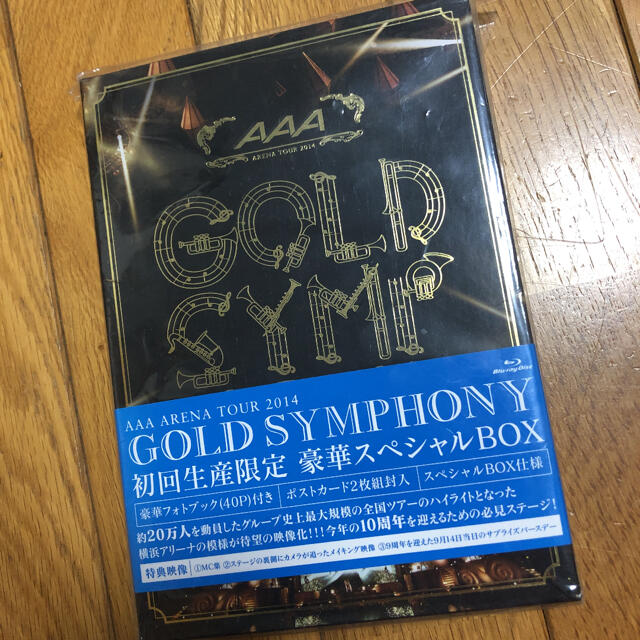 AAA
ARENA TOUR 2014
GOLD
SYMP
Blu-ray Disc
AAA ARENA TOUR 2014
GOLD SYMPHONY
初回生産限定 豪華スペシャルBOX
豪華フォトブック(40P)付き ポストカード2枚組封入 スペシャルBOX仕様
約20万人を動員したグループ史上最大規模の全国ツアーのハイライトとなった
横浜アリーナの模様が待望の映像化!!!今年の10周年を迎えるための必見ステージ!
特典映像 ①MC集 ②ステージの裏側にカメラが迫ったメイキング映像 ③9周年を迎えた9月14日当日のサプライズバースデー